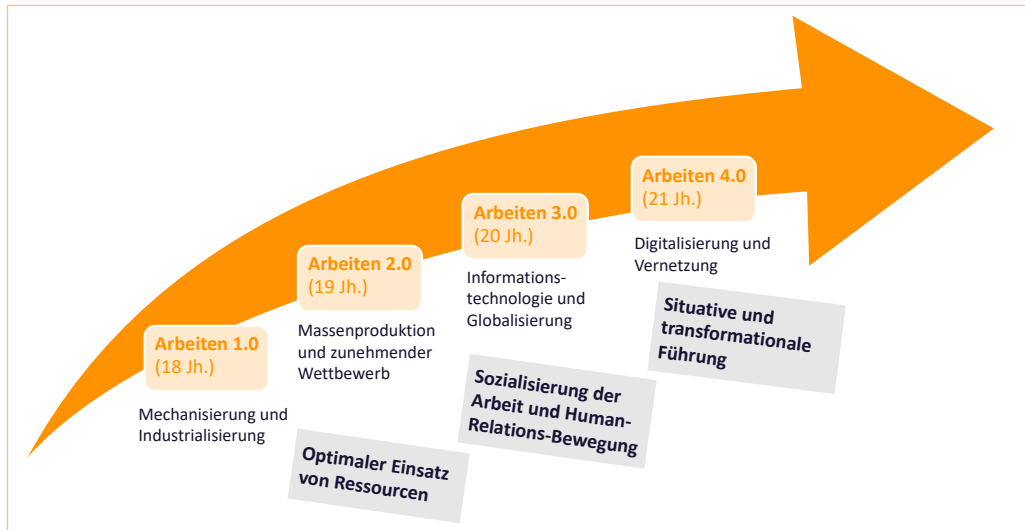 Arbeiten 1.0
(18 Jh.)
Mechanisierung und
Industrialisierung
Arbeiten 2.0
(19 Jh.)
Massenproduktion
und zunehmender
Wettbewerb
Optimaler Einsatz
von Ressourcen
Arbeiten 3.0
(20 Jh.)
Informations-
technologie und
Globalisierung
Sozialisierung der
Arbeit und Human-
Relations-Bewegung
Arbeiten 4.0
(21 Jh.)
Digitalisierung und
Vernetzung
Situative und
transformationale
Führung